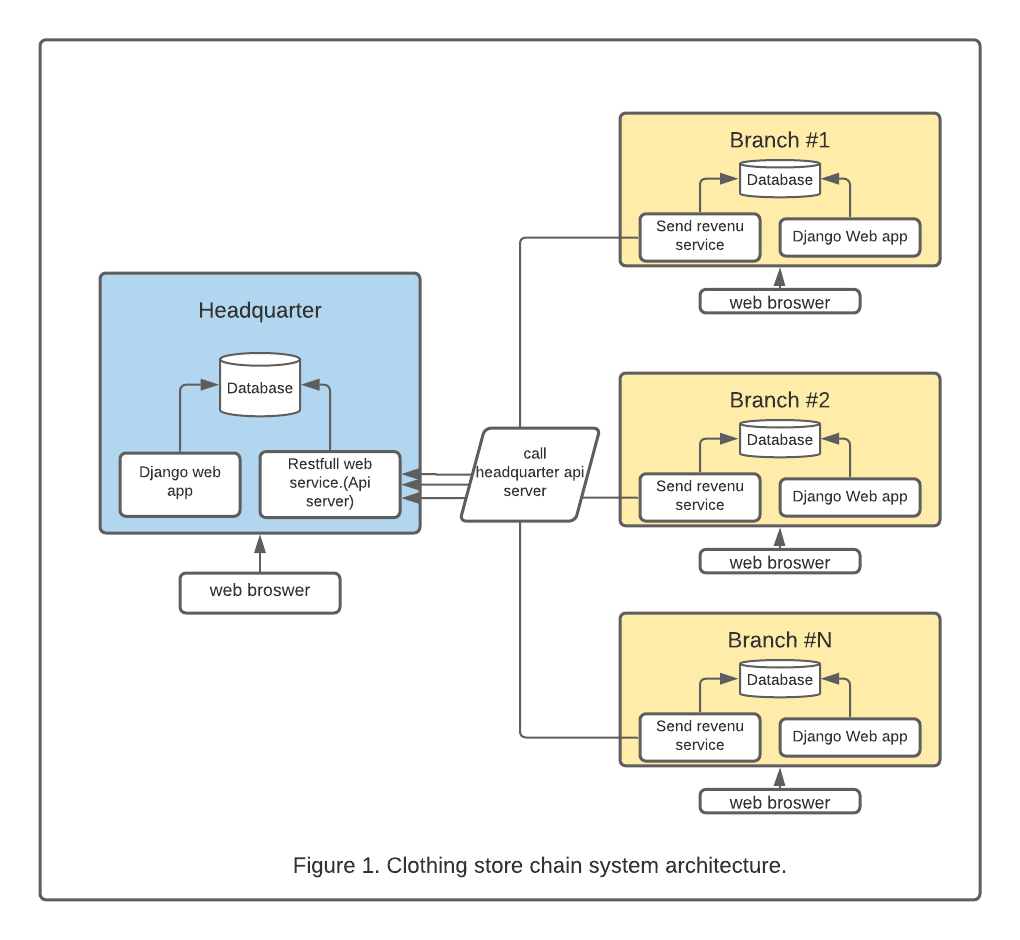 Headquarter
Database
Django web
app
Restfull web
service.(Api
server)
web broswer
call
headquarter api
server
Branch #1
Database
Send revenu
service
Django Web app
web broswer
Branch #2
Database
Send revenu
service
Django Web app
web broswer
Branch #N
Database
Send revenu
service
Django Web app
web broswer
Figure 1. Clothing store chain system architecture.